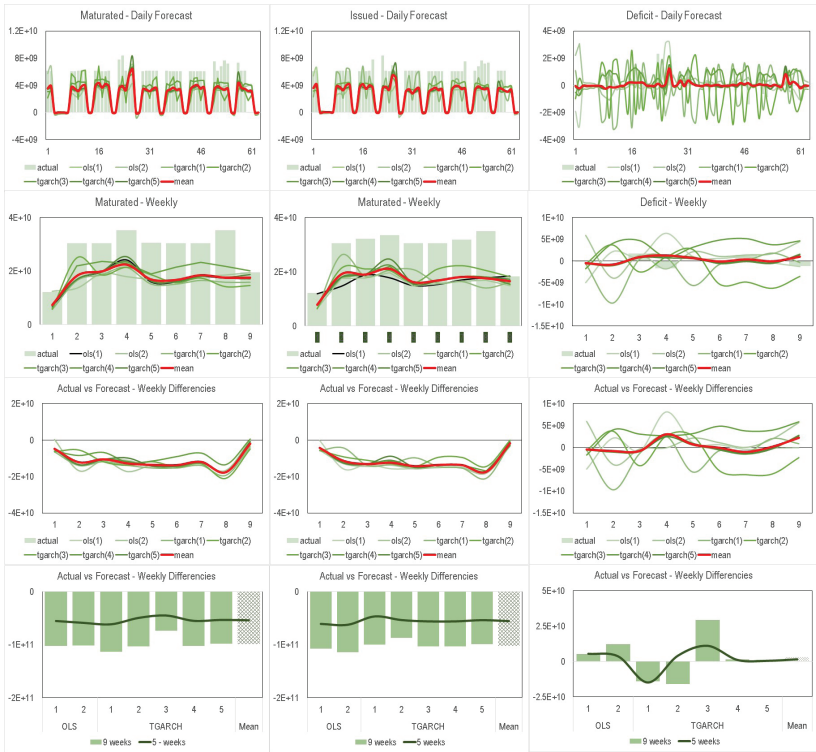 Maturated - Daily Forecast
1.2E+10
8E+09
4E+09
0
-4E+09
1 16 31 46 61
actual ols(1) ols(2) tgarch(1) tgarch(2)
tgarch(3) tgarch(4) tgarch(5) mean
Issued - Daily Forecast
1.2E+10
8E+09
4E+09
0
-4E+09
1 16 31 46 61
actual ols(1) ols(2) tgarch(1) tgarch(2)
tgarch(3) tgarch(4) tgarch(5) mean
Deficit - Daily Forecast
6E+09
4E+09
2E+09
0E+00
-2E+09
-4E+09
1 16 31 46 61
actual ols(1) ols(2) tgarch(1) tgarch(2)
tgarch(3) tgarch(4) tgarch(5) mean
Maturated - Weekly
4E+10
2E+10
0
1 2 3 4 5 6 7 8 9
actual ols(1) ols(2) tgarch(1) tgarch(2)
tgarch(3) tgarch(4) tgarch(5) mean
Maturated - Weekly
4E+10
2E+10
0
actual ols(1) ols(2) tgarch(1) tgarch(2)
tgarch(3) tgarch(4) tgarch(5) mean
Deficit - Weekly
1E+10
5E+09
0
-5E+09
-1E+10
-1.5E+10
1 2 3 4 5 6 7 8 9
actual ols(1) ols(2) tgarch(1) tgarch(2)
tgarch(3) tgarch(4) tgarch(5) mean
Actual vs Forecast - Weekly Differencies
2E+10
0
-2E+10
-4E+10
1 2 3 4 5 6 7 8 9
actual ols(1) ols(2) tgarch(1) tgarch(2)
tgarch(3) tgarch(4) tgarch(5) mean
Actual vs Forecast - Weekly Differencies
2E+10
0
-2E+10
-4E+10
1 2 3 4 5 6 7 8 9
actual ols(1) ols(2) tgarch(1) tgarch(2)
tgarch(3) tgarch(4) tgarch(5) mean
Actual vs Forecast - Weekly Differencies
1E+10
5E+09
0
-5E+09
-1E+10
-1.5E+10
1 2 3 4 5 6 7 8 9
actual ols(1) ols(2) tgarch(1) tgarch(2)
tgarch(3) tgarch(4) tgarch(5) mean
Actual vs Forecast - Weekly Differencies
0
-1E+11
-2E+11
1 2 1 2 3 4 5
OLS TGARCH Mean
9 weeks 5 - weeks
Actual vs Forecast - Weekly Differencies
0
-1E+11
-2E+11
1 2 1 2 3 4 5
OLS TGARCH Mean
9 weeks 5 weeks
Actual vs Forecast - Weekly Differencies
5E+10
2.5E+10
0
-2.5E+10
1 2 1 2 3 4 5
OLS TGARCH Mean
9 weeks 5 weeks